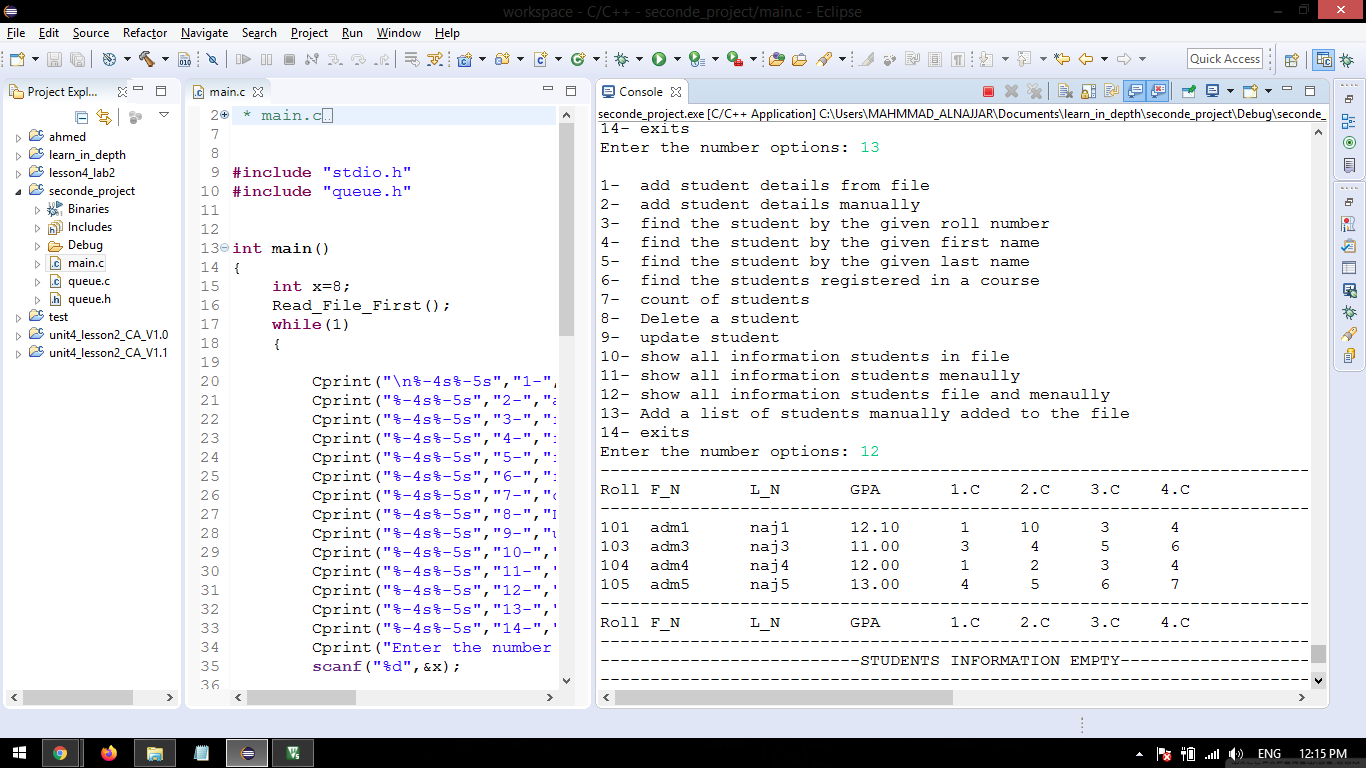 workspace - C/C++ - seconde_project/main.c - Eclipse
File Edit Source Refactor Navigate Search Project Run Window Help
Quick Access
Project Expl...
ahmed
learn_in_depth
lesson4_lab2
seconde_project
Binaries
Includes
Debug
main.c
queue.c
queue.h
test
unit4_lesson2_CA_V1.0
unit4_lesson2_CA_V1.1
main.c
2 * main.c
7
8
9 #include "stdio.h"
10 #include "queue.h"
11
12
13 int main()
14 {
15 int x=8;
16 Read_File_First();
17 while(1)
18 {
19
20 Cprint("\n%-4s%-5s","1-",
21 Cprint("%-4s%-5s","2-","a
22 Cprint("%-4s%-5s","3-","
23 Cprint("%-4s%-5s","4-","
24 Cprint("%-4s%-5s","5-","
25 Cprint("%-4s%-5s","6-","
26 Cprint("%-4s%-5s","7-","c
27 Cprint("%-4s%-5s","8-","D
28 Cprint("%-4s%-5s","9-","u
29 Cprint("%-4s%-5s","10-","
30 Cprint("%-4s%-5s","11-","
31 Cprint("%-4s%-5s","12-","
32 Cprint("%-4s%-5s","13-","
33 Cprint("%-4s%-5s","14-","
34 Cprint("Enter the number
35 scanf("%d",&x);
36
Console
seconde_project.exe [C/C++ Application] C:\Users\MAHMMAD_ALNAJJAR\Documents\learn_in_depth\seconde_project\Debug\seconde_
14- exits
Enter the number options: 13
1- add student details from file
2- add student details manually
3- find the student by the given roll number
4- find the student by the given first name
5- find the student by the given last name
6- find the students registered in a course
7- count of students
8- Delete a student
9- update student
10- show all information students in file
11- show all information students menaully
12- show all information students file and menaully
13- Add a list of students manually added to the file
14- exits
Enter the number options: 12
-----------------------------------------------------------------------
Roll F_N L_N GPA 1.C 2.C 3.C 4.C
-----------------------------------------------------------------------
101 adm1 naj1 12.10 1 10 3 4
103 adm3 naj3 11.00 3 4 5 6
104 adm4 naj4 12.00 1 2 3 4
105 adm5 naj5 13.00 4 5 6 7
-----------------------------------------------------------------------
Roll F_N L_N GPA 1.C 2.C 3.C 4.C
-----------------------------------------------------------------------
--------------------------STUDENTS INFORMATION EMPTY-------------------
-----------------------------------------------------------------------
ENG 12:15 PM